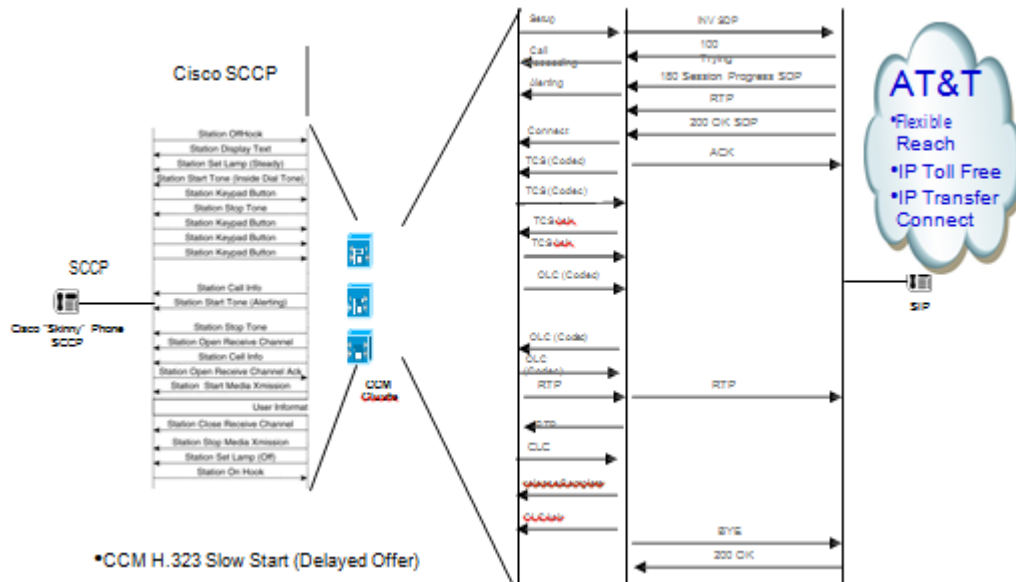 Cisco SCCP
Station OffHook
Station Display Text
Station Set Lamp (Steady)
Station Start Tone (Inside Dial Tone)
Station Keypad Button
Station Stop Tone
Station Keypad Button
Station Keypad Button
Station Keypad Button
Station Call Info
Station Start Tone (Alerting)
Station Stop Tone
Station Open Receive Channel
Station Cell Info
Station Open Receive Channel Ack
Station Start Media Xmission
User Informat
Station Close Receive Channel
Station Stop Media Xmission
Station Set Lamp (Off)
Station On Hook
SCCP
Cisco "Skinny" Phone
SCCP
CCM
Setup
Call
Alerting
Connect
TCS (Codec)
TCS (Codec)
TCS
TCS
OLC (Codec)
OLC (Codec)
OLC
(Codec)
RTP
CLC
INV SDP
100
Trying
180 Session Progress SDP
RTP
200 OK SDP
ACK
RTP
BYE
200 OK
AT&T
•Flexible
Reach
•IP Toll Free
•IP Transfer
Connect
SIP
•CCM H.323 Slow Start (Delayed Offer)